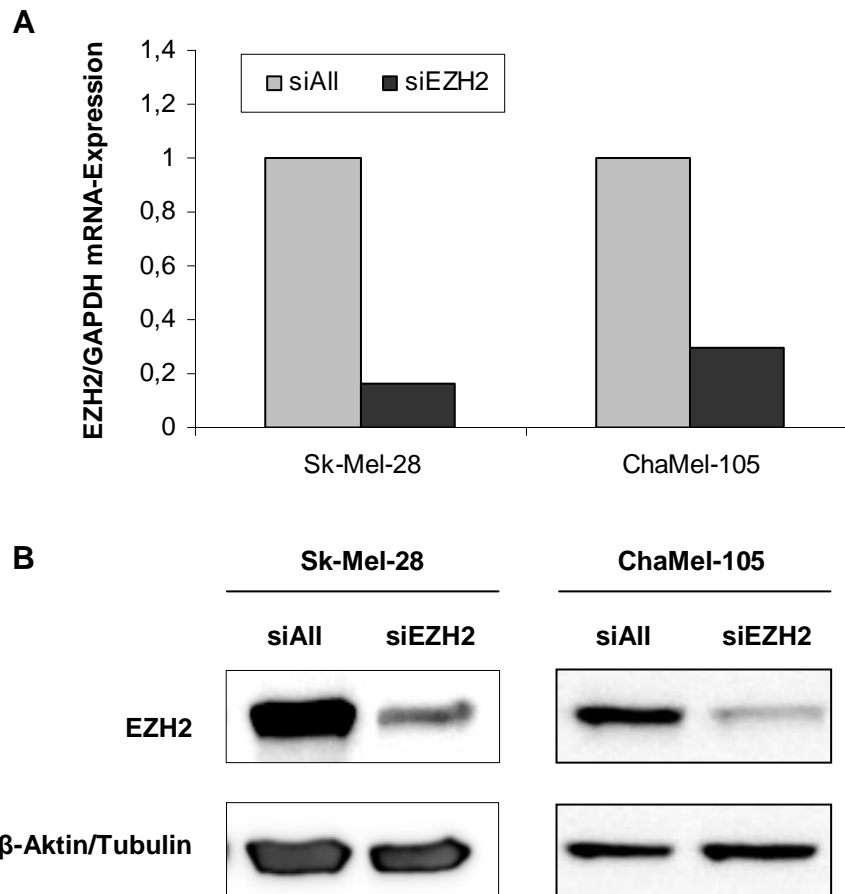 A
EZH2/GAPDH mRNA-Expression
1,4
1,2
1
0,8
0,6
0,4
0,2
0
siAll siEZH2
Sk-Mel-28 ChaMel-105
B
Sk-Mel-28 ChaMel-105
siAll siEZH2 siAll siEZH2
EZH2
β-Aktin/Tubulin